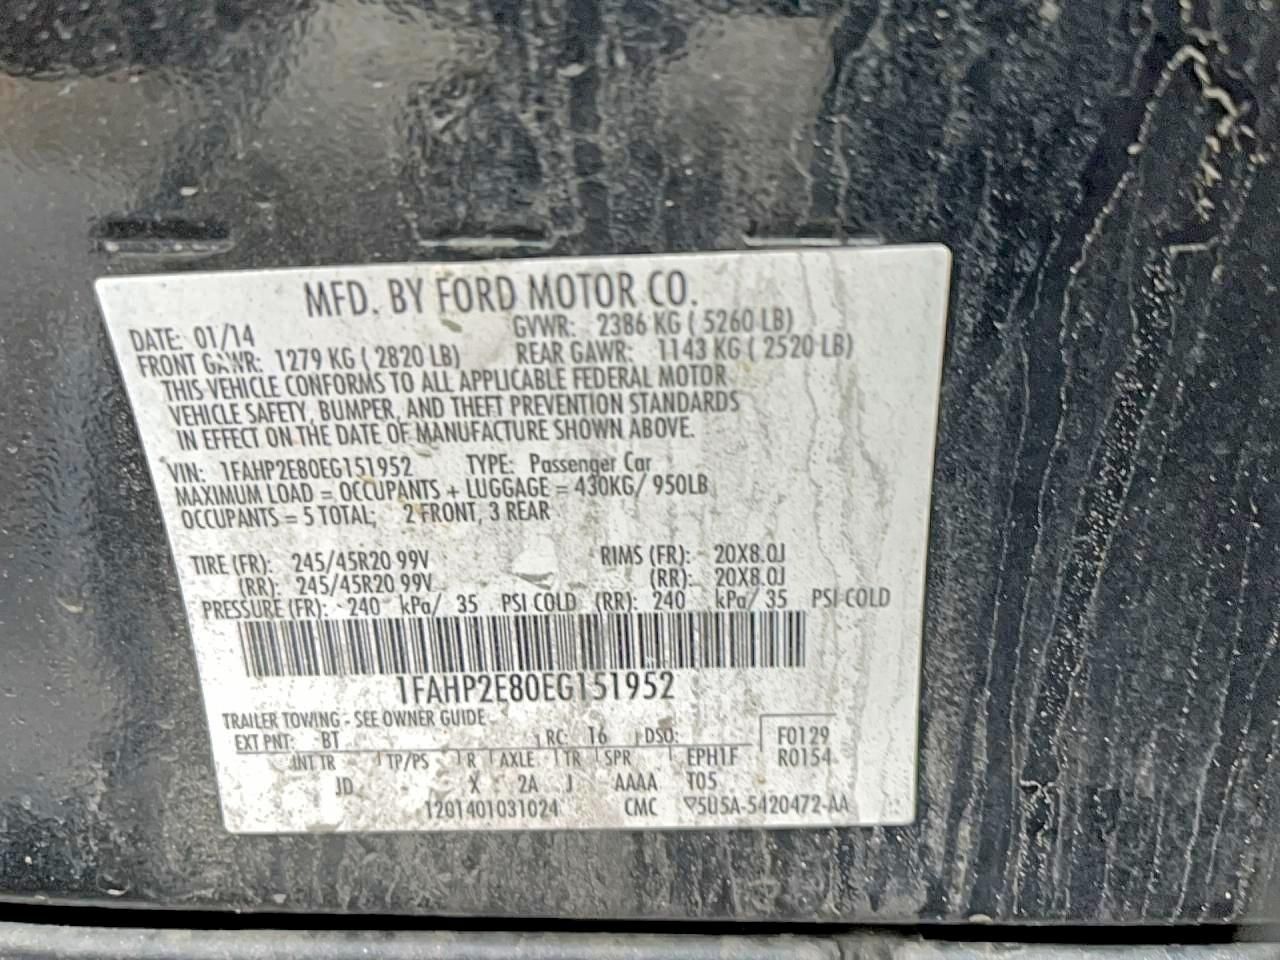 MFD. BY FORD MOTOR CO.
DATE: 01/14 GVWR: 2386 KG ( 5260 LB)
FRONT GAWR: 1279 KG ( 2820 LB) REAR GAWR: 1143 KG ( 2520 LB)
THIS VEHICLE CONFORMS TO ALL APPLICABLE FEDERAL MOTOR
VEHICLE SAFETY, BUMPER, AND THEFT PREVENTION STANDARDS
IN EFFECT ON THE DATE OF MANUFACTURE SHOWN ABOVE.
VIN: 1FAHP2E80EG151952 TYPE: Passenger Car
MAXIMUM LOAD = OCCUPANTS + LUGGAGE = 430KG/ 950LB
OCCUPANTS = 5 TOTAL; 2 FRONT, 3 REAR
TIRE (FR): 245/45R20 99V RIMS (FR): 20X8.0J
(RR): 245/45R20 99V (RR): 20X8.0J
PRESSURE (FR): 240 kPa/ 35 PSI COLD (RR): 240 kPa/ 35 PSI COLD
1FAHP2E80EG151952
TRAILER TOWING - SEE OWNER GUIDE
EXT PNT: BT RC: 16 DSO: F0129
INT TR TP/PS R AXLE TR SPR EPH1F R0154
JD X 2A J AAAA T05
1201401031024 CMC 5U5A-5420472-AA